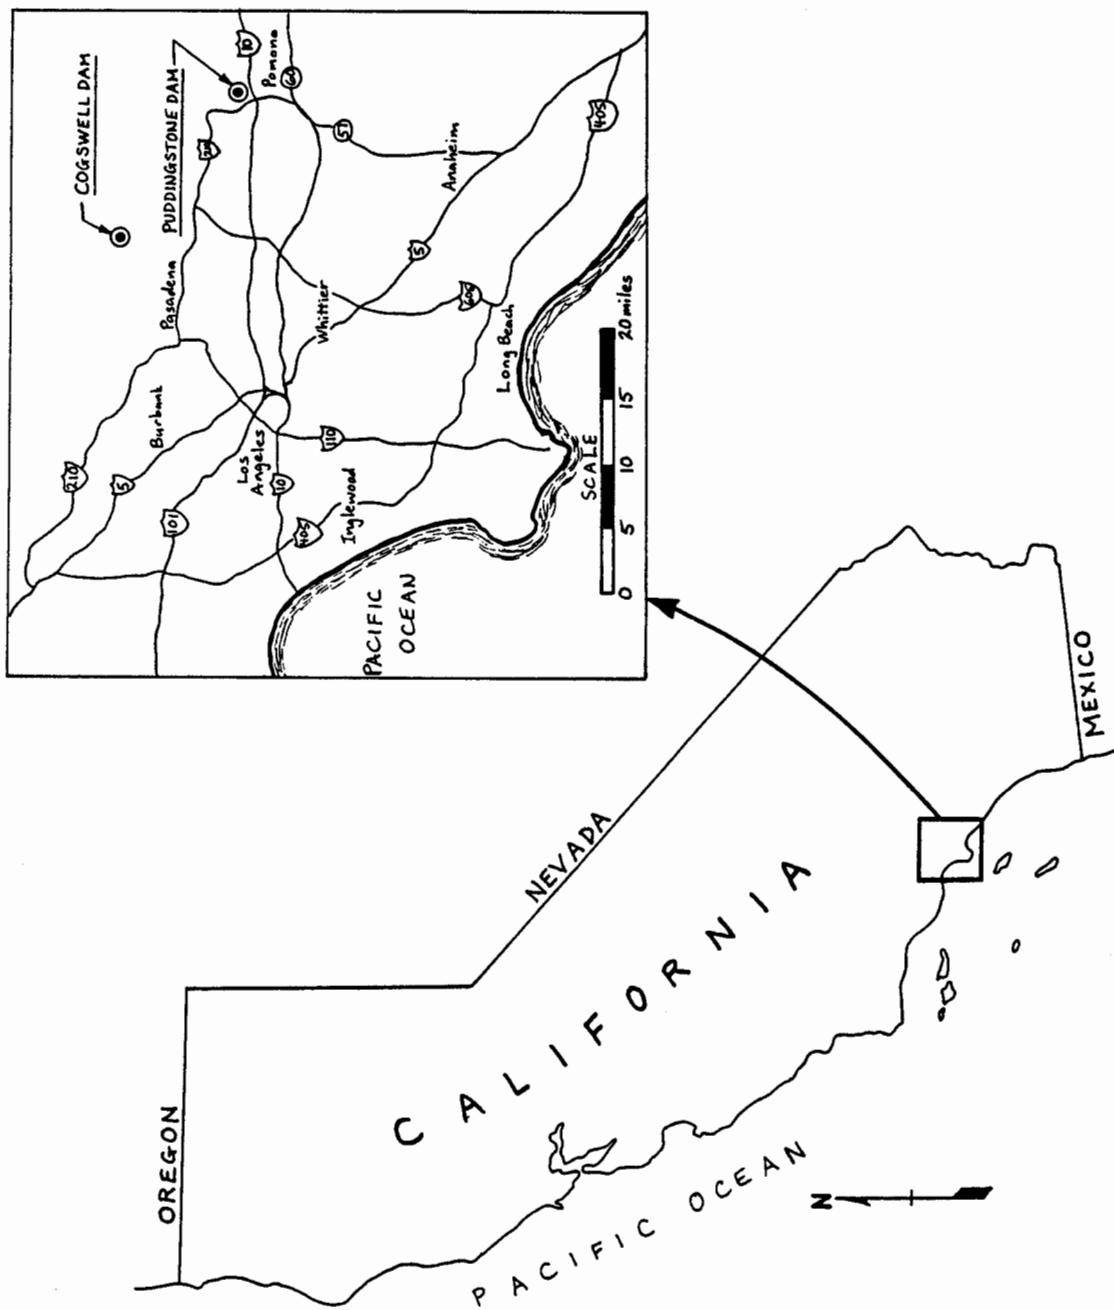 COGSWELL DAM
PUDDINGSTONE DAM
Pasadena
Burbank
Los
Angeles
Whittier
Pomona
Anaheim
Inglewood
Long Beach
210
5
101
10
405
110
605
5
57
60
10
405
PACIFIC
OCEAN
SCALE
0 5 10 15 20 miles
OREGON
NEVADA
CALIFORNIA
MEXICO
PACIFIC OCEAN
N